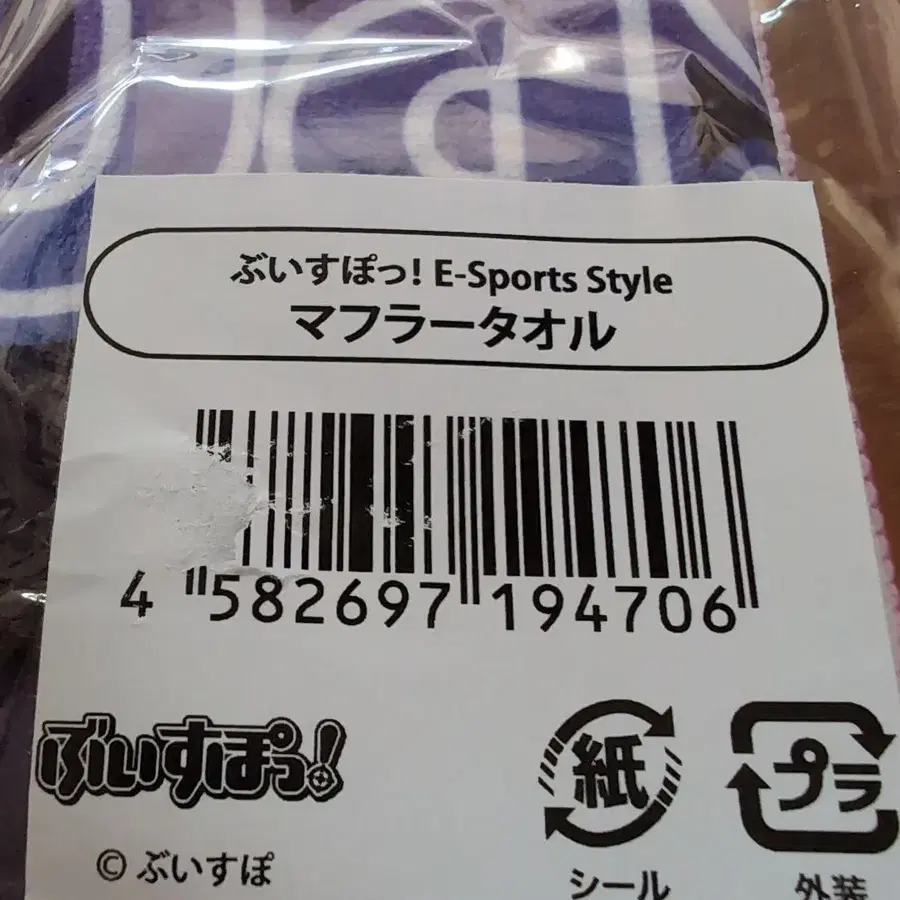 ぶいすぽっ! E-Sports Style
マフラータオル
4 582697 194706
ぶいすぽっ!
© ぶいすぽ
紙
シール
プラ
外装